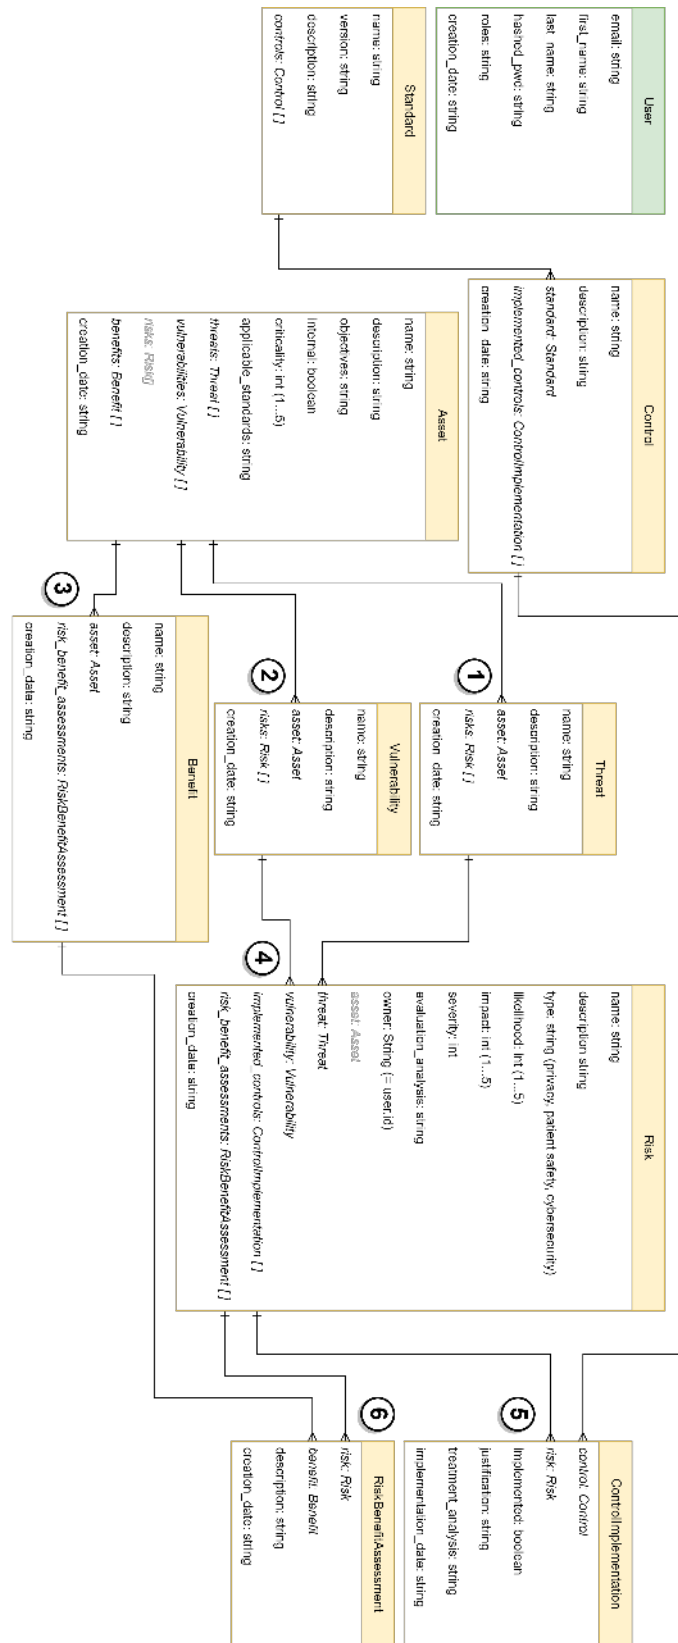 User
email: string
first_name: string
last_name: string
hashed_pwd: string
roles: string
creation_date: string
Standard
name: string
version: string
description: string
controls: Control [ ]
Control
name: string
description: string
standard: Standard
implemented_controls: ControlImplementation [ ]
creation_date: string
Asset
name: string
description: string
objectives: string
internal: boolean
criticality: int (1...5)
applicable_standards: string
threats: Threat [ ]
vulnerabilities: Vulnerability [ ]
risks: Risk[]
benefits: Benefit [ ]
creation_date: string
1
Threat
name: string
description: string
asset: Asset
risks: Risk [ ]
creation_date: string
2
Vulnerability
name: string
description: string
asset: Asset
risks: Risk [ ]
creation_date: string
3
Benefit
name: string
description: string
asset: Asset
risk_benefit_assessments: RiskBenefitAssessment [ ]
creation_date: string
4
Risk
name: string
description string
type: string (privacy, patient safety, cybersecurity)
likelihood: int (1...5)
impact: int (1...5)
severity: int
evaluation_analysis: string
owner: String (= user.id)
asset: Asset
threat: Threat
vulnerability: Vulnerability
implemented_controls: ControlImplementation [ ]
risk_benefit_assessments: RiskBenefitAssessment [ ]
creation_date: string
5
ControlImplementation
control: Control
risk: Risk
implemented: boolean
justification: string
treatment_analysis: string
implementation_date: string
6
RiskBenefitAssessment
risk: Risk
benefit: Benefit
description: string
creation_date: string